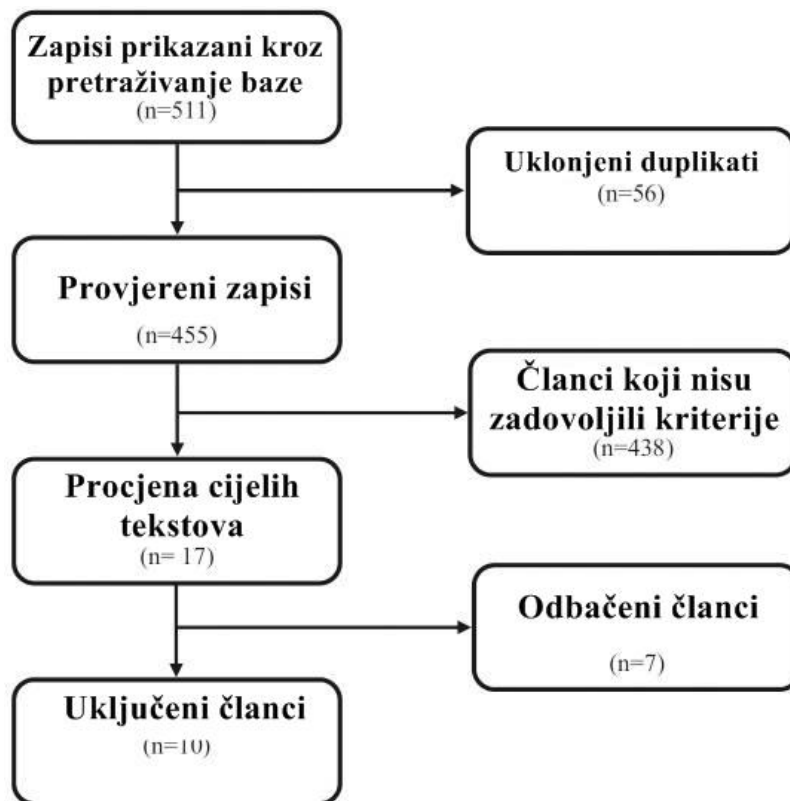 Zapisi prikazani kroz
pretraživanje baze
(n=511)
Uklonjeni duplikati
(n=56)
Provjereni zapisi
(n=455)
Članci koji nisu
zadovoljili kriterije
(n=438)
Procjena cijelih
tekstova
(n= 17)
Odbačeni članci
(n=7)
Uključeni članci
(n=10)